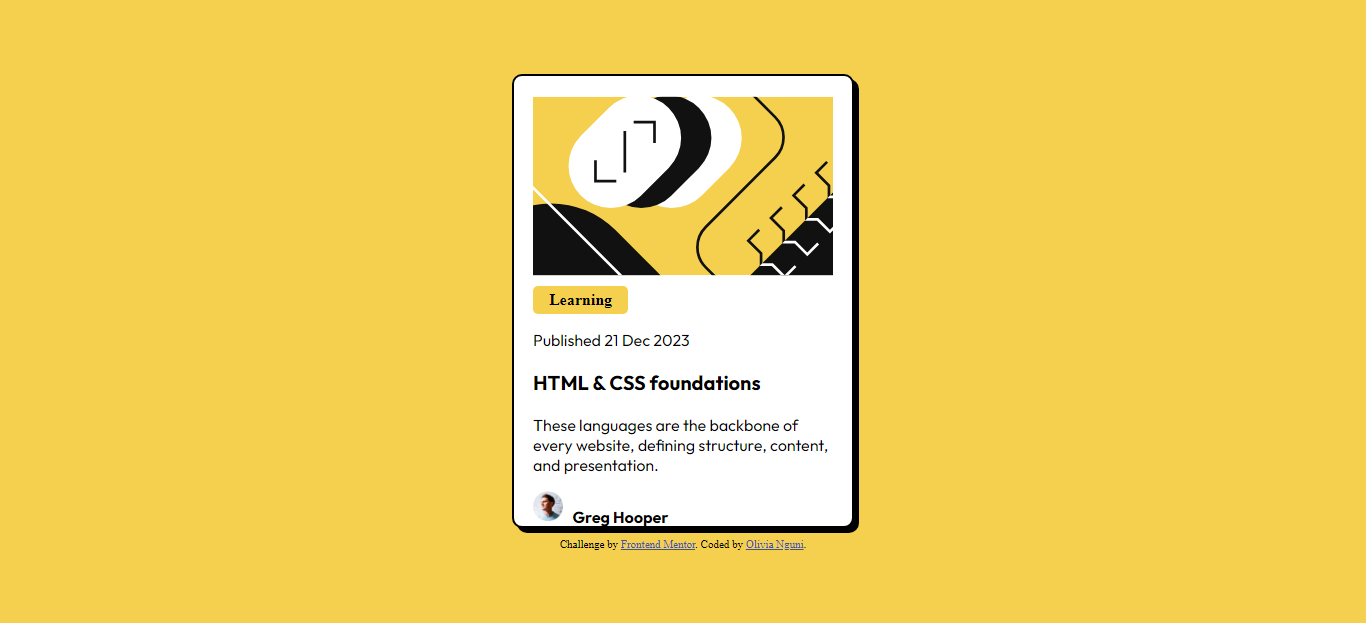 Learning
Published 21 Dec 2023
HTML & CSS foundations
These languages are the backbone of
every website, defining structure, content,
and presentation.
Greg Hooper
Challenge by Frontend Mentor. Coded by Olivia Nguni.